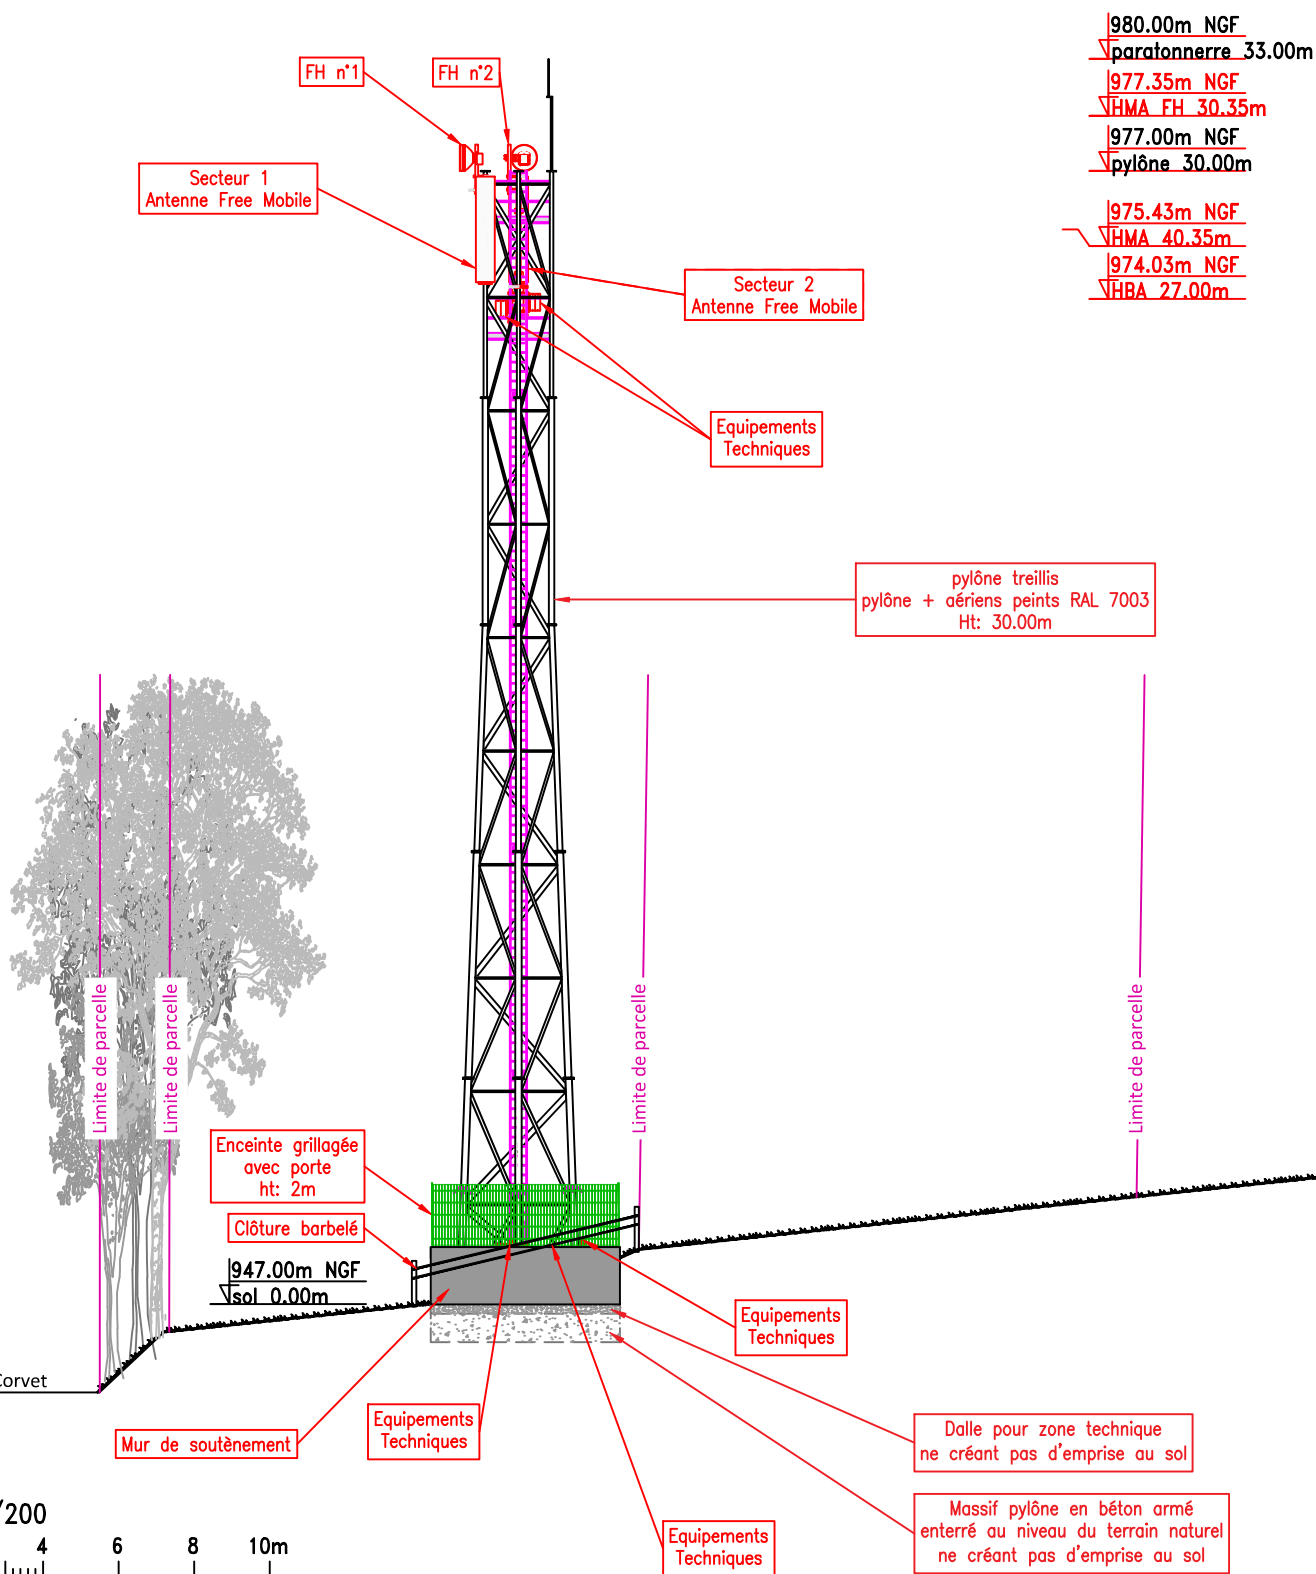 980.00m NGF
paratonnerre 33.00m
977.35m NGF
HMA FH 30.35m
977.00m NGF
pylône 30.00m
975.43m NGF
HMA 40.35m
974.03m NGF
HBA 27.00m
FH n°1
FH n°2
Secteur 1
Antenne Free Mobile
Secteur 2
Antenne Free Mobile
Equipements
Techniques
pylône treillis
pylône + aériens peints RAL 7003
Ht: 30.00m
Limite de parcelle
Limite de parcelle
Limite de parcelle
Limite de parcelle
Enceinte grillagée
avec porte
ht: 2m
Clôture barbelé
947.00m NGF
sol 0.00m
Equipements
Techniques
Corvet
Mur de soutènement
Equipements
Techniques
Dalle pour zone technique
ne créant pas d'emprise au sol
Massif pylône en béton armé
enterré au niveau du terrain naturel
ne créant pas d'emprise au sol
Equipements
Techniques
/200
4 6 8 10m